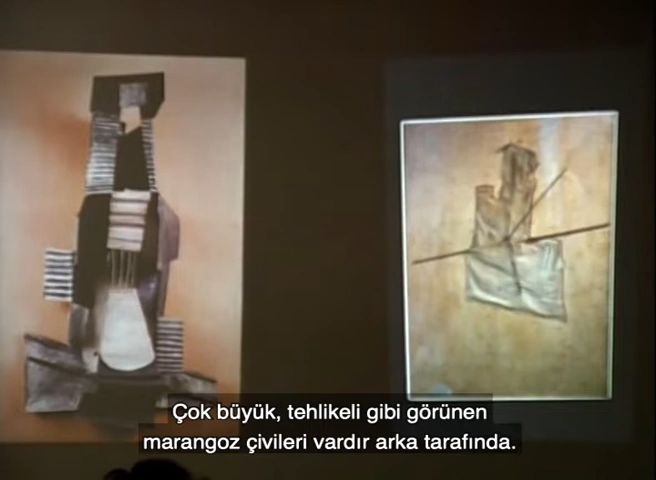 Çok büyük, tehlikeli gibi görünen
marangoz çivileri vardır arka tarafında.